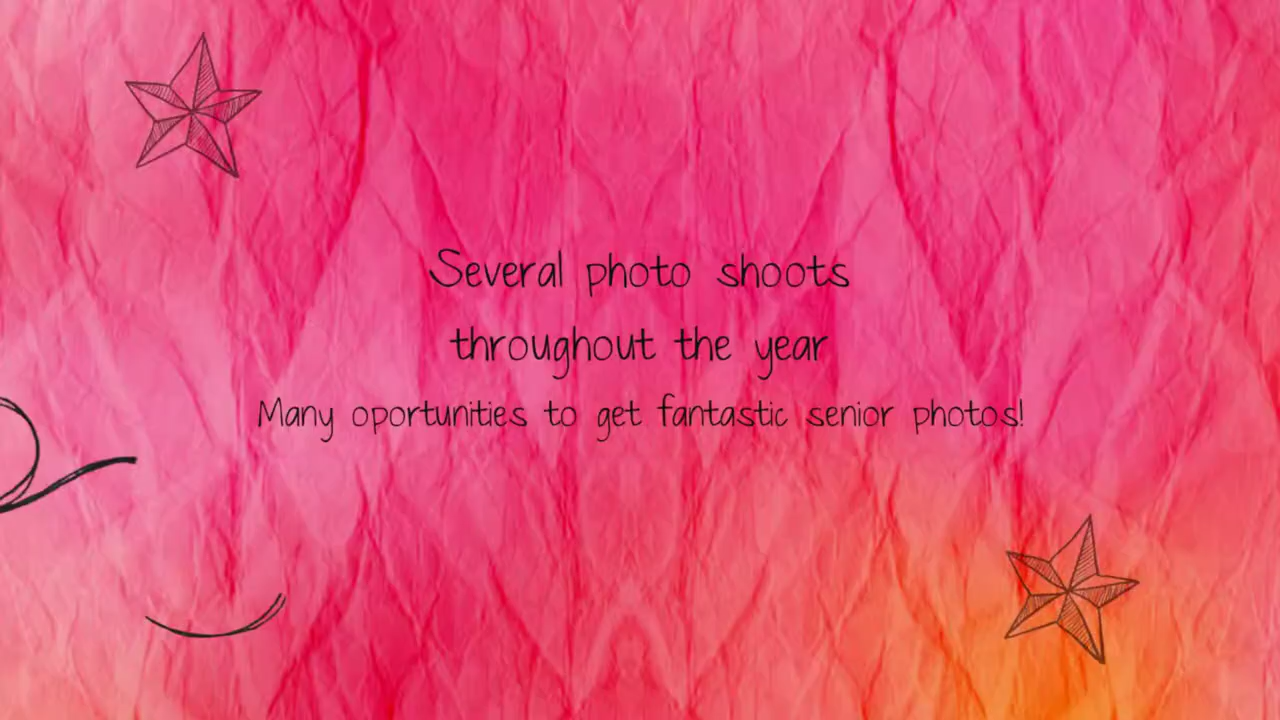 Several photo shoots
throughout the year
Many oportunities to get fantastic senior photos!